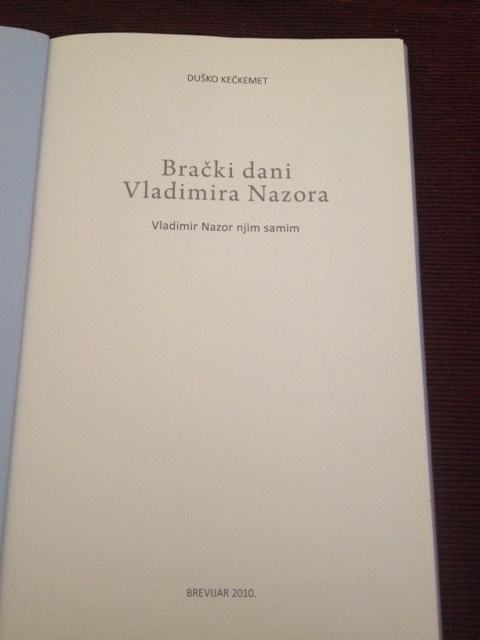 DUŠKO KEČKEMET
Brački dani
Vladimira Nazora
Vladimir Nazor njim samim
BREVIJAR 2010.